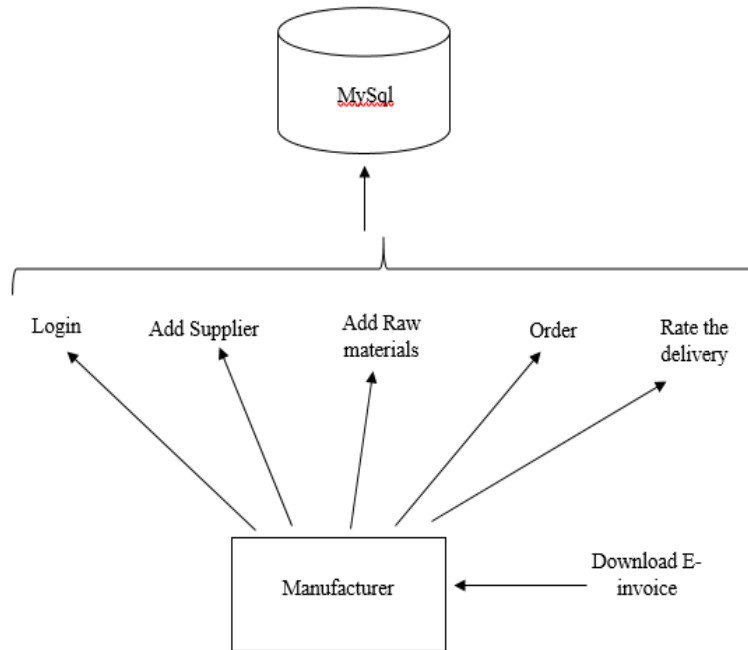 MySql
Login
Add Supplier
Add Raw
materials
Order
Rate the
delivery
Manufacturer
Download E-
invoice